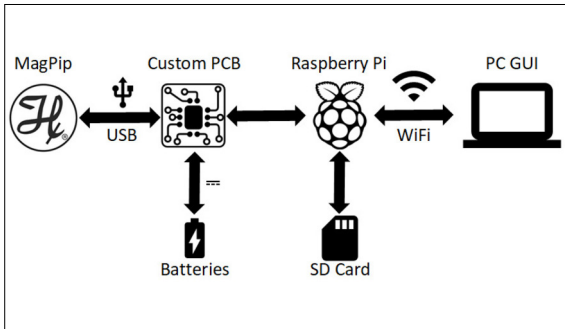 MagPip
Custom PCB
Raspberry Pi
PC GUI
H
®
USB
WiFi
Batteries
SD Card